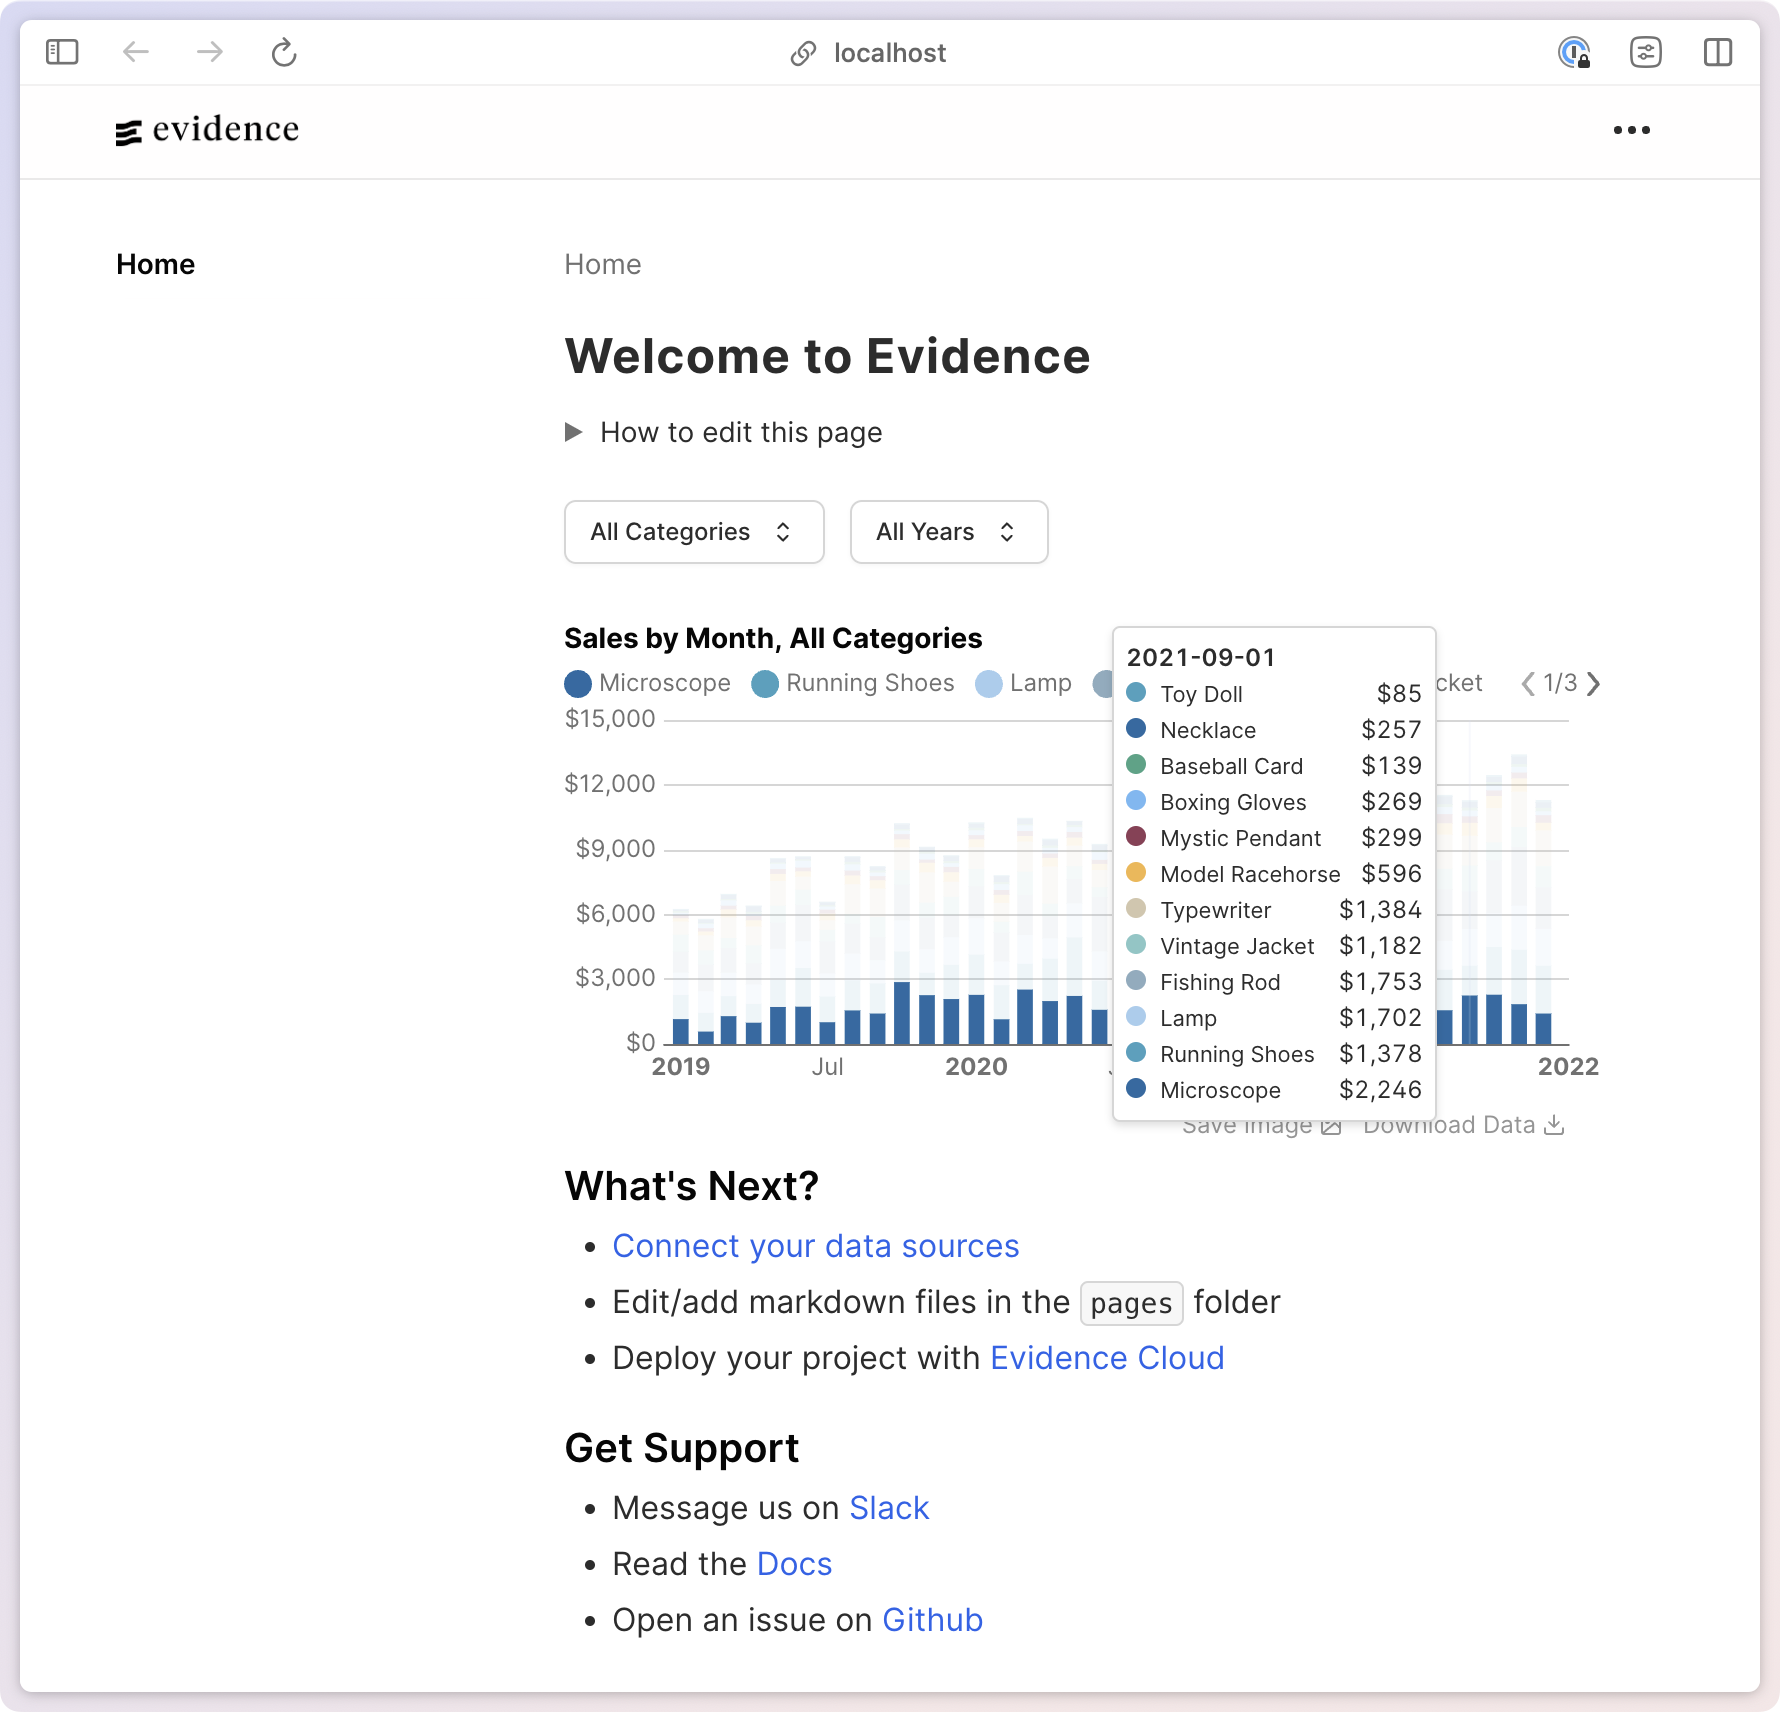 localhost
evidence
Home
Home
Welcome to Evidence
How to edit this page
All Categories
All Years
Sales by Month, All Categories
Microscope
Running Shoes
Lamp
cket
1/3
$15,000
$12,000
$9,000
$6,000
$3,000
$0
2019
Jul
2020
2022
2021-09-01
Toy Doll $85
Necklace $257
Baseball Card $139
Boxing Gloves $269
Mystic Pendant $299
Model Racehorse $596
Typewriter $1,384
Vintage Jacket $1,182
Fishing Rod $1,753
Lamp $1,702
Running Shoes $1,378
Microscope $2,246
Save Image
Download Data
What's Next?
• Connect your data sources
• Edit/add markdown files in the pages folder
• Deploy your project with Evidence Cloud
Get Support
• Message us on Slack
• Read the Docs
• Open an issue on Github